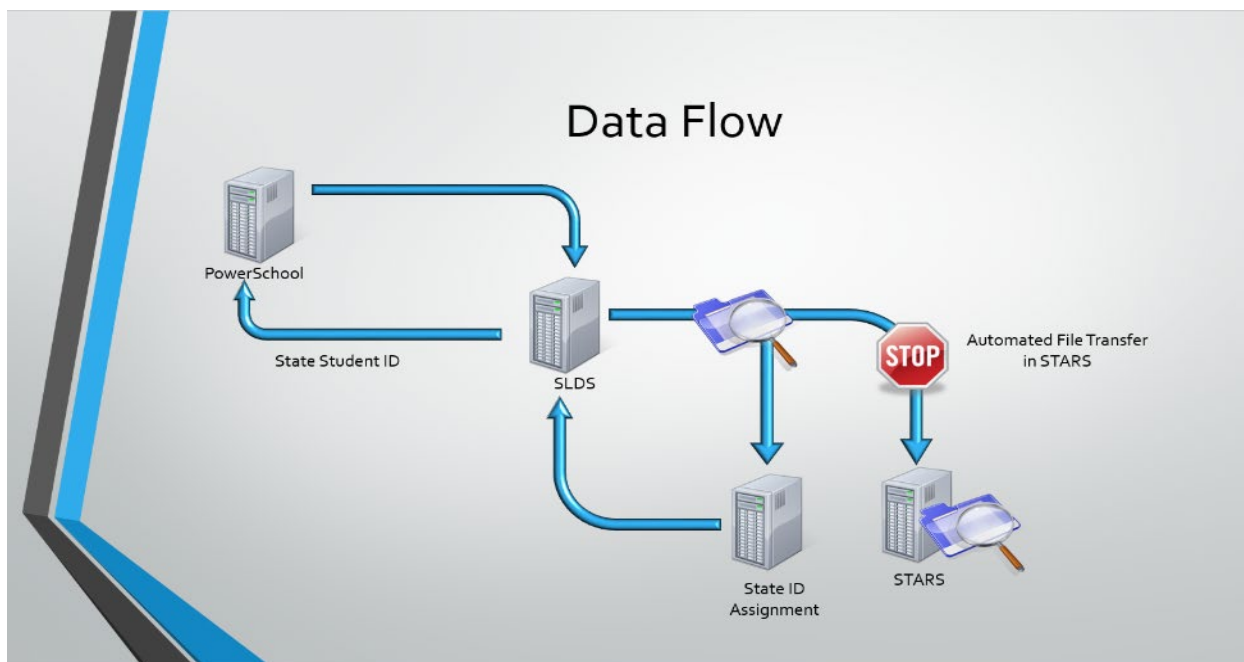 Data Flow
PowerSchool
State Student ID
SLDS
STOP
Automated File Transfer
in STARS
State ID
Assignment
STARS